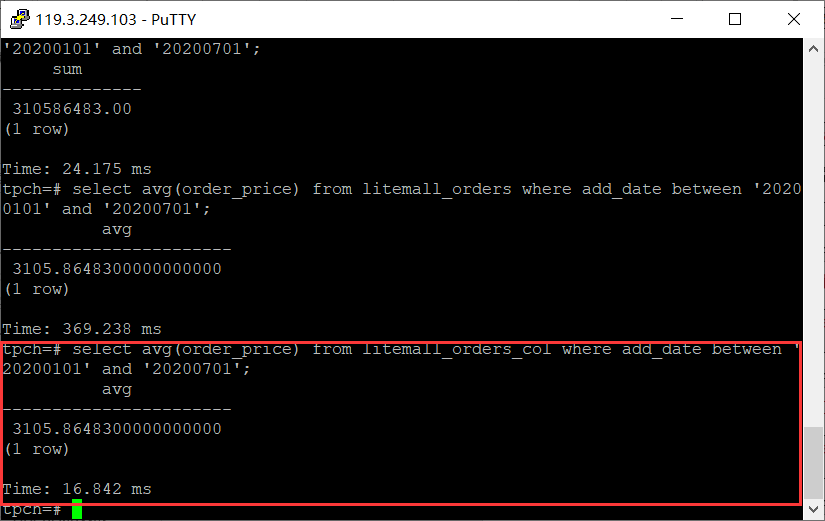 119.3.249.103 - PuTTY
'20200101' and '20200701';
sum
--------------
310586483.00
(1 row)
Time: 24.175 ms
tpch=# select avg(order_price) from litemall_orders where add_date between '2020
0101' and '20200701';
avg
-----------------------
3105.8648300000000000
(1 row)
Time: 369.238 ms
tpch=# select avg(order_price) from litemall_orders_col where add_date between '
20200101' and '20200701';
avg
-----------------------
3105.8648300000000000
(1 row)
Time: 16.842 ms
tpch=#